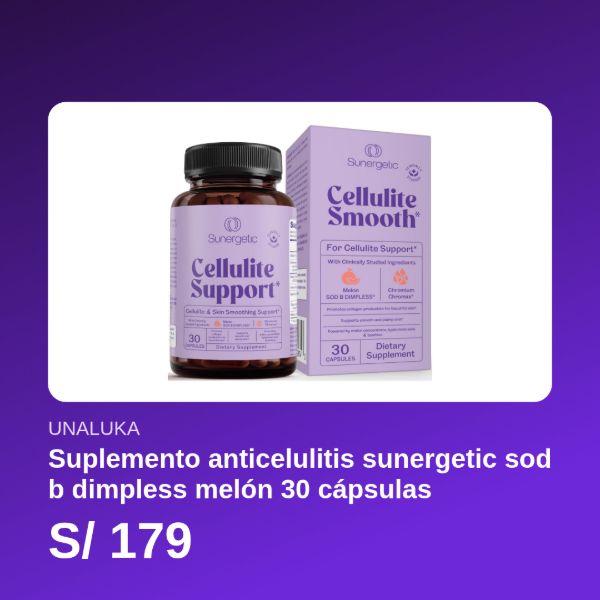 Sunergetic
Cellulite
Support*
Cellulite & Skin Smoothing Support*
30
CAPSULES
Dietary Supplement
Sunergetic
Cellulite
Smooth*
For Cellulite Support*
With Clinically Studied Ingredients
Melon
SOD B DIMPLESS®
Chromium
Chromax®
30
CAPSULES
Dietary
Supplement
UNALUKA
Suplemento anticelulitis sunergetic sod
b dimpless melón 30 cápsulas
S/ 179